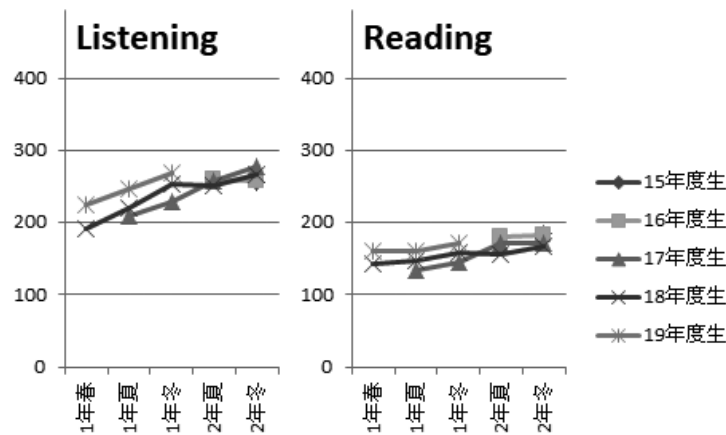 Listening
400
300
200
100
0
1年春
1年夏
1年冬
2年夏
2年冬
Reading
400
300
200
100
0
1年春
1年夏
1年冬
2年夏
2年冬
15年度生
16年度生
17年度生
18年度生
19年度生